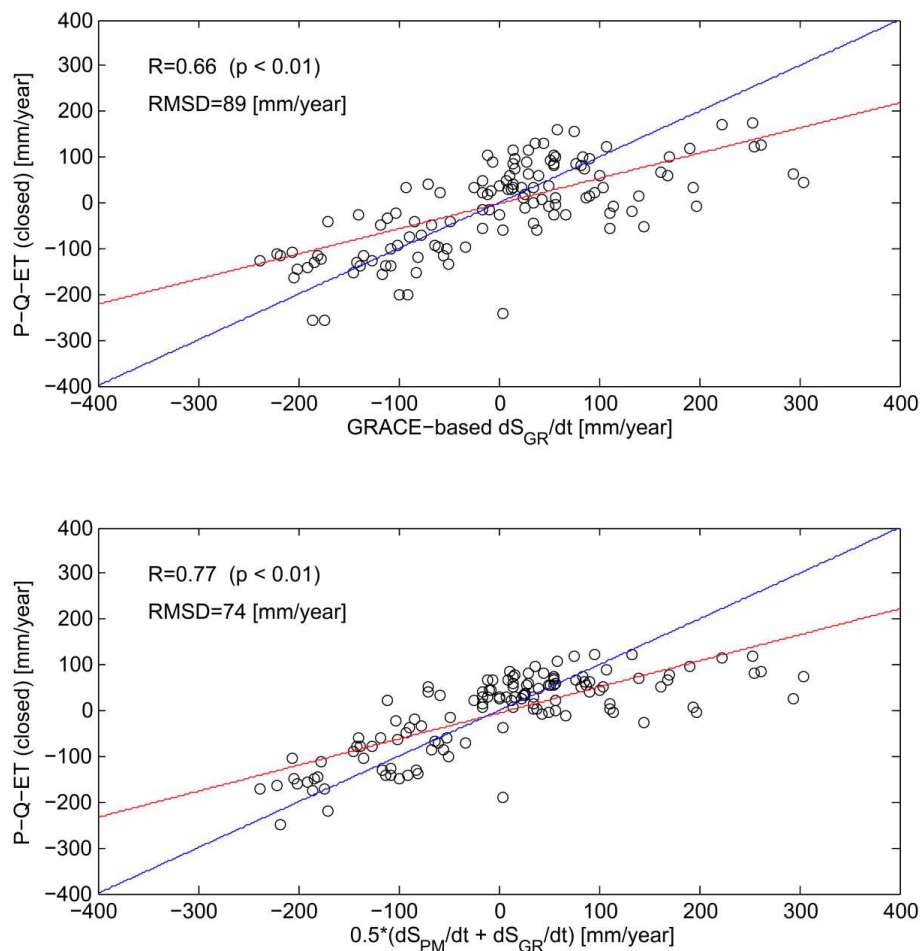 400
300
200
100
0
−100
−200
−300
−400
P−Q−ET (closed) [mm/year]
R=0.66 (p < 0.01)
RMSD=89 [mm/year]
−400 −300 −200 −100 0 100 200 300 400
GRACE−based dS_GR/dt [mm/year]
400
300
200
100
0
−100
−200
−300
−400
P−Q−ET (closed) [mm/year]
R=0.77 (p < 0.01)
RMSD=74 [mm/year]
−400 −300 −200 −100 0 100 200 300 400
0.5*(dS_PM/dt + dS_GR/dt) [mm/year]